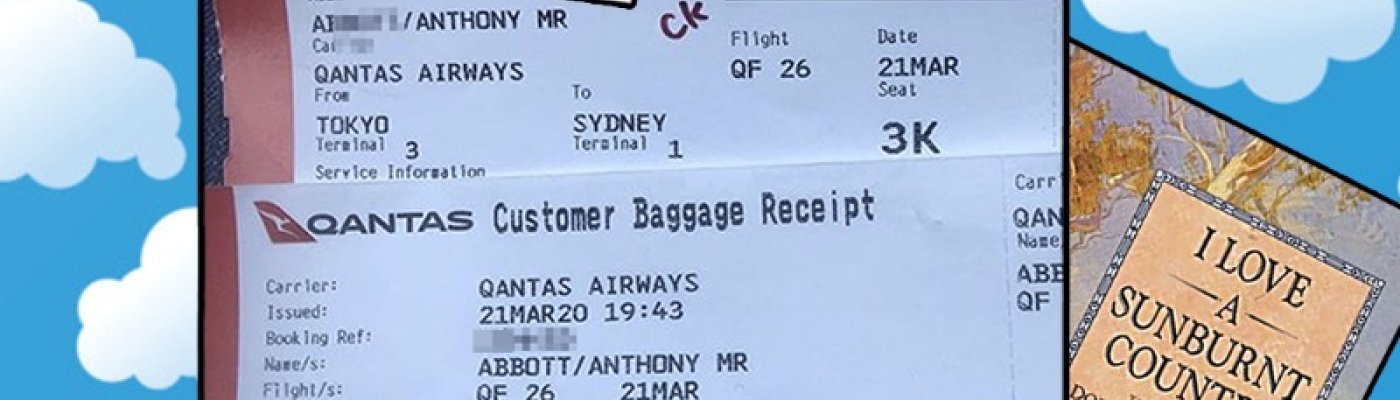 /ANTHONY MR
ck
QANTAS AIRWAYS
Flight
QF 26
Date
21MAR
Seat
3K
From
TOKYO
Terminal 3
To
SYDNEY
Terminal 1
Service Information
QANTAS Customer Baggage Receipt
Carrier: QANTAS AIRWAYS
Issued: 21MAR20 19:43
Booking Ref:
Name/s: ABBOTT/ANTHONY MR
Flight/s: QF 26 21MAR
Carr
QAN
Name
ABB
QF
I LOVE
A
SUNBURNT
COUNT